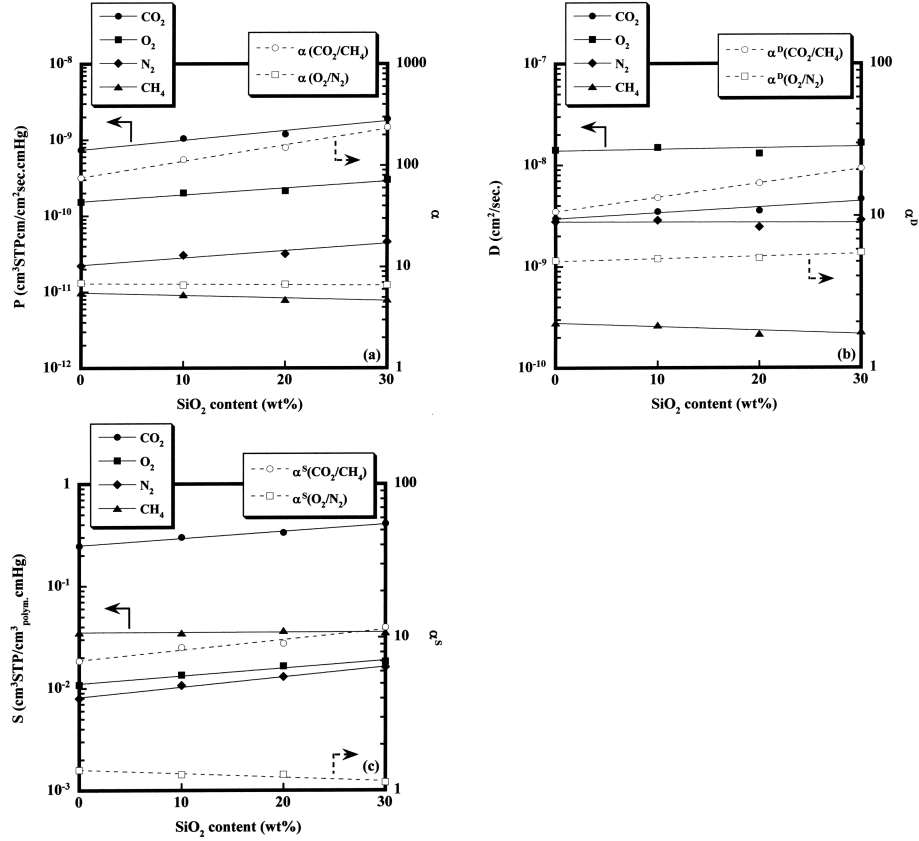 CO₂
O₂
N₂
CH₄
α (CO₂/CH₄)
α (O₂/N₂)
10⁻⁸
10⁻⁹
10⁻¹⁰
10⁻¹¹
10⁻¹²
P (cm³STPcm/cm²sec.cmHg)
1000
100
10
1
α
(a)
0
10
20
30
SiO₂ content (wt%)
CO₂
O₂
N₂
CH₄
αᴰ(CO₂/CH₄)
αᴰ(O₂/N₂)
10⁻⁷
10⁻⁸
10⁻⁹
10⁻¹⁰
D (cm²/sec.)
100
10
1
αᴰ
(b)
0
10
20
30
SiO₂ content (wt%)
CO₂
O₂
N₂
CH₄
αˢ(CO₂/CH₄)
αˢ(O₂/N₂)
1
10⁻¹
10⁻²
10⁻³
S (cm³STP/cm³polym. cmHg)
100
10
1
αˢ
(c)
0
10
20
30
SiO₂ content (wt%)